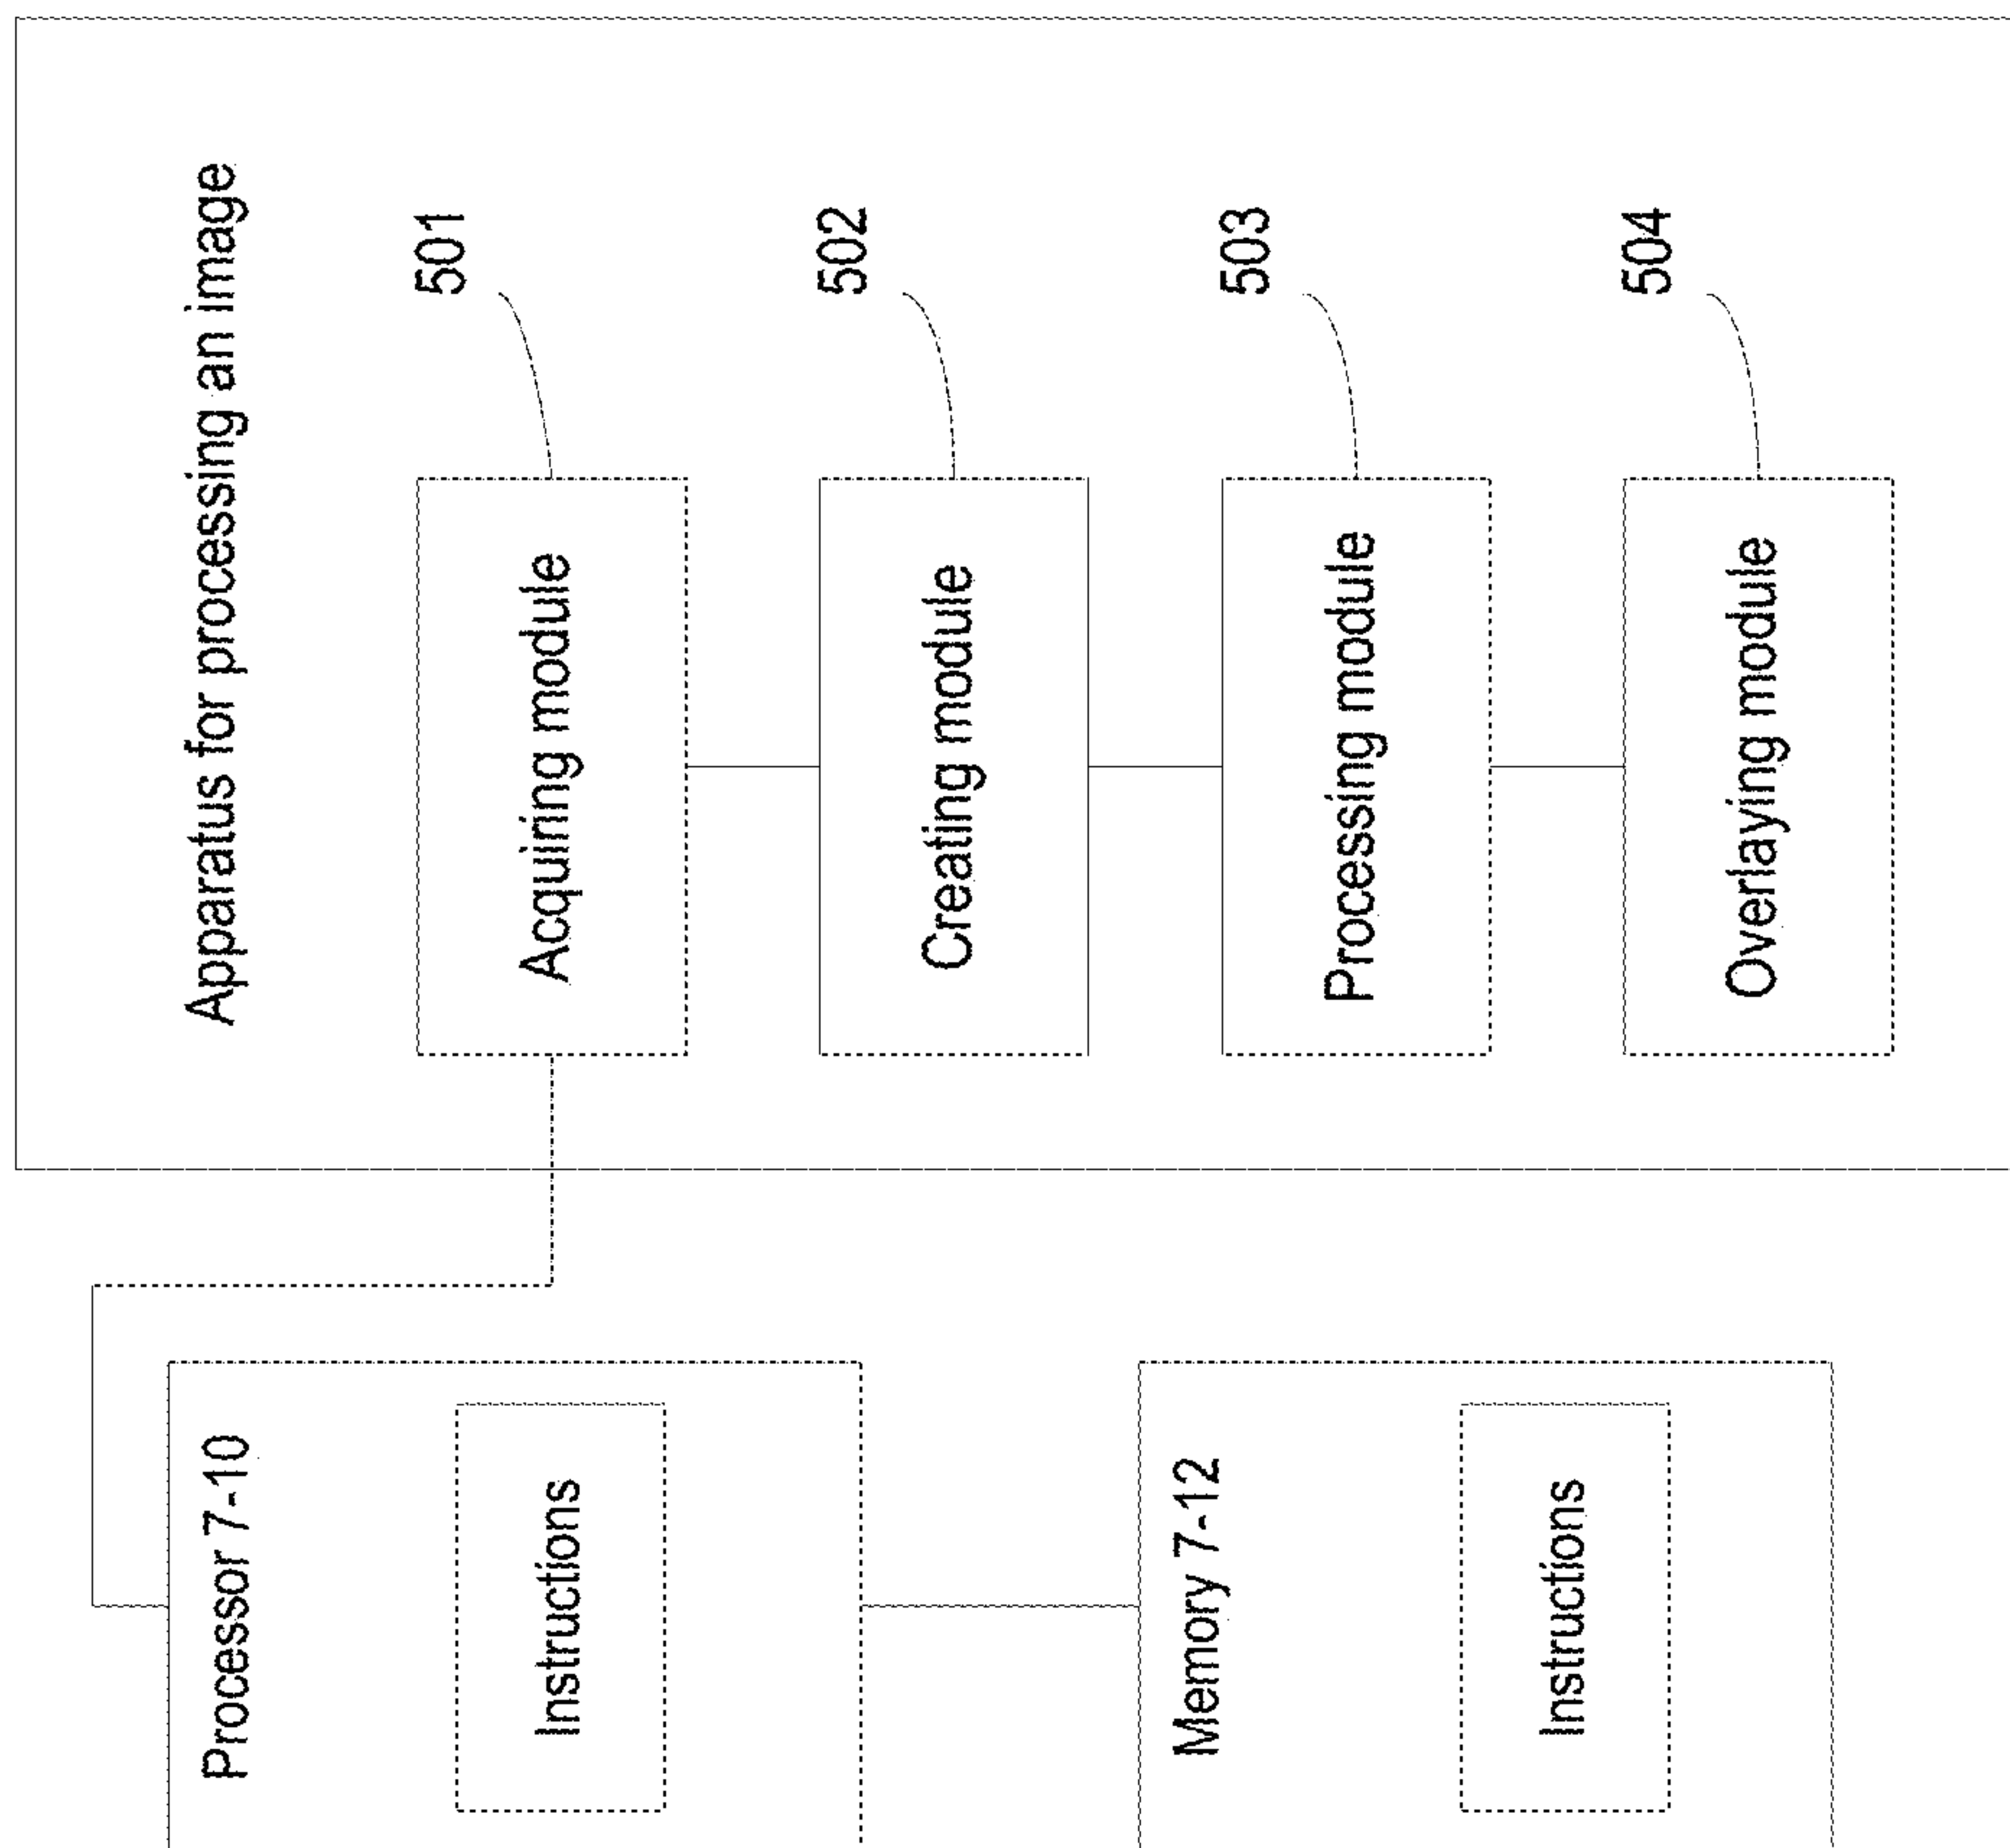 Processor 7-10
Instructions
Memory 7-12
Instructions
Apparatus for processing an image
Acquiring module
501
Creating module
502
Processing module
503
Overlaying module
504